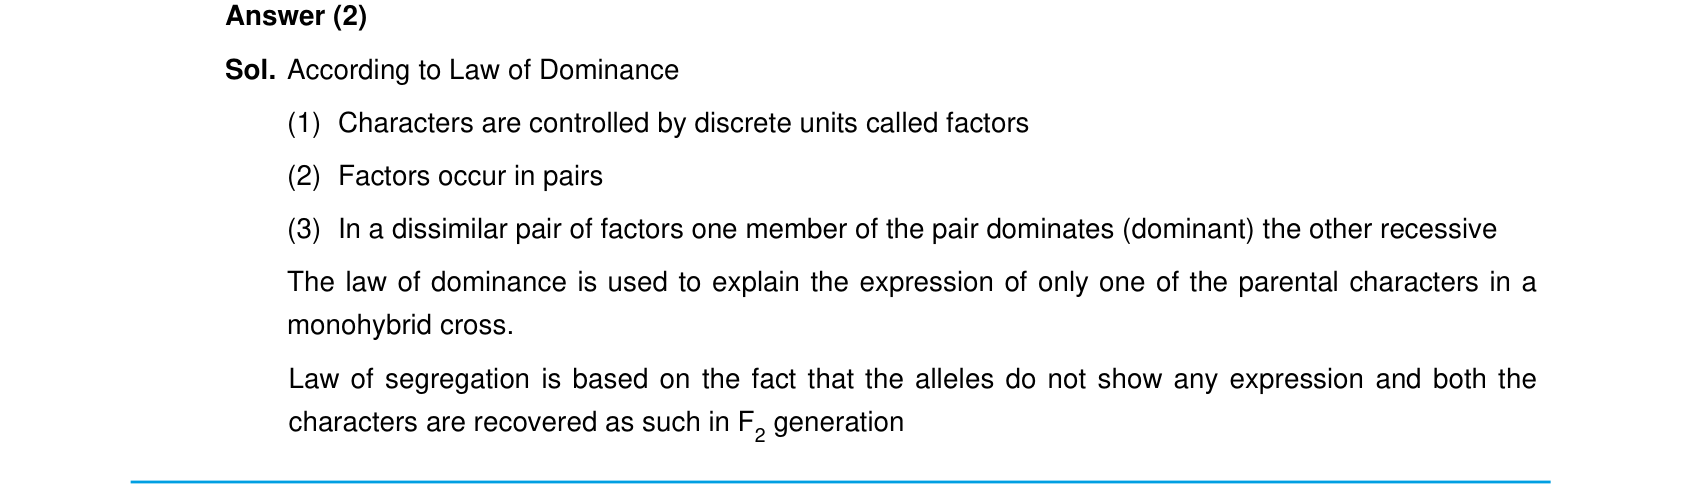 Answer (2)
Sol. According to Law of Dominance
(1) Characters are controlled by discrete units called factors
(2) Factors occur in pairs
(3) In a dissimilar pair of factors one member of the pair dominates (dominant) the other recessive
The law of dominance is used to explain the expression of only one of the parental characters in a
monohybrid cross.
Law of segregation is based on the fact that the alleles do not show any expression and both the
characters are recovered as such in F₂ generation